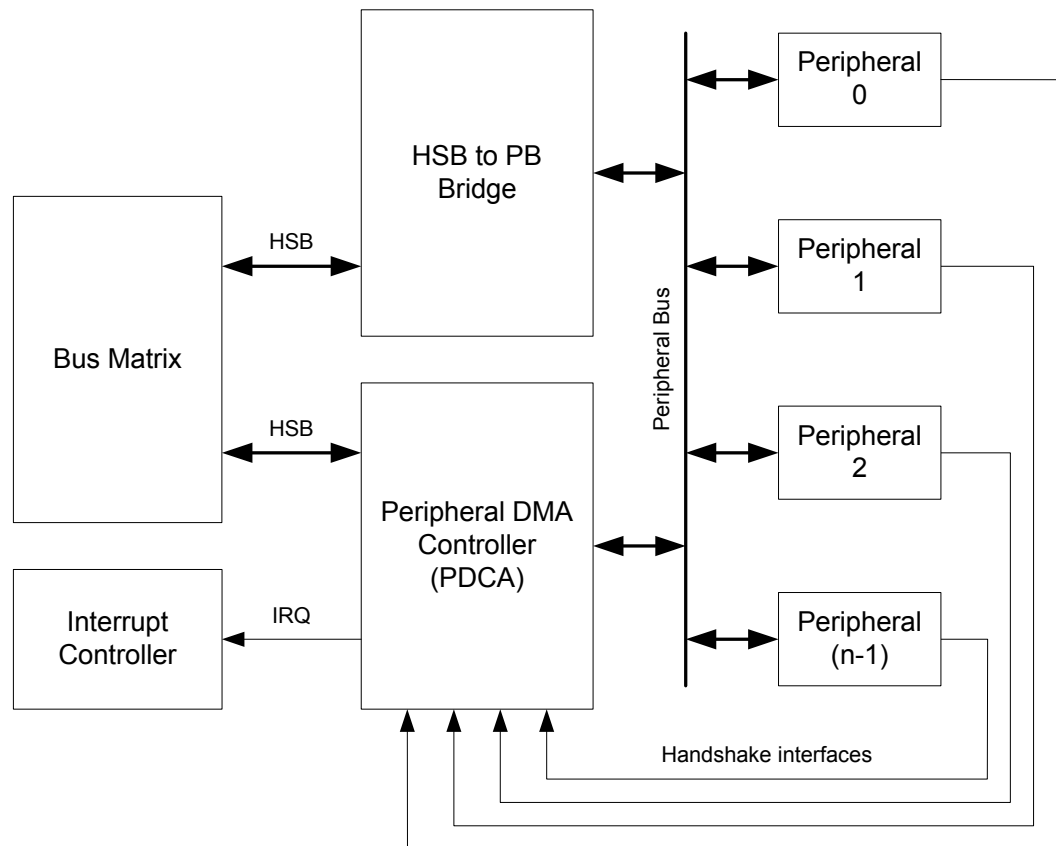 Peripheral
0
HSB to PB
Bridge
HSB
Peripheral
1
Bus Matrix
Peripheral Bus
HSB
Peripheral
2
Peripheral DMA
Controller
(PDCA)
Interrupt
Controller
IRQ
Peripheral
(n-1)
Handshake interfaces